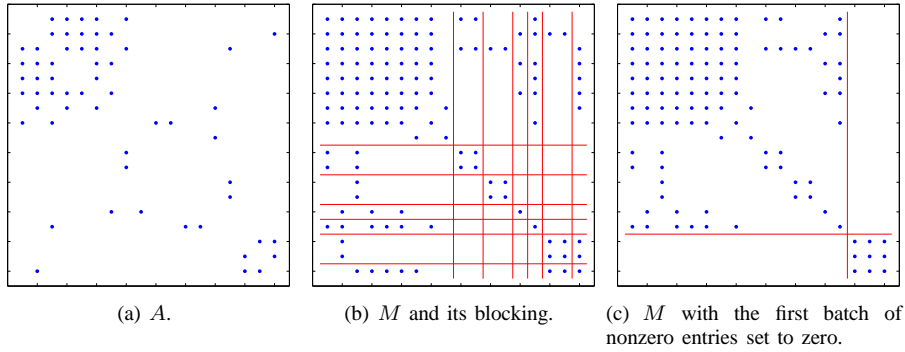 (a) A.
(b) M and its blocking.
(c) M with the first batch of
nonzero entries set to zero.